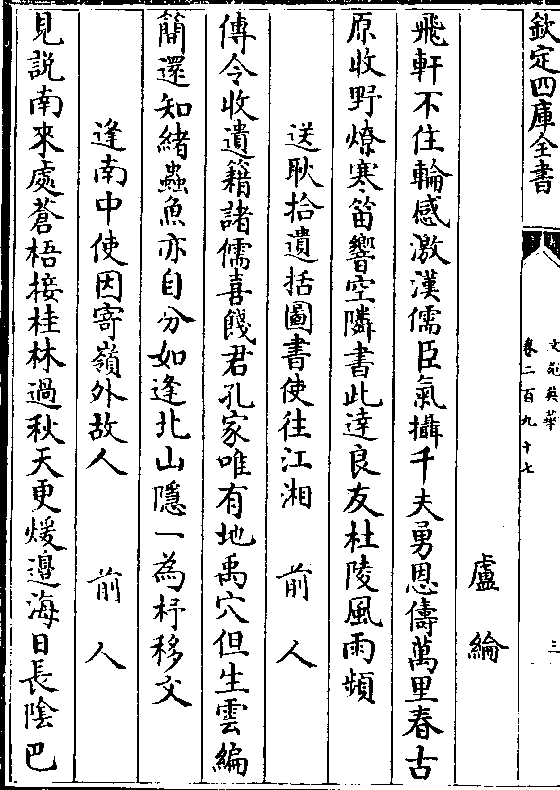 欽定四庫全書
文苑英華
卷二百九十七
三
盧綸
飛軒不住輪感激漢儒臣氣攝千夫勇恩儔萬里春古
原收野燎寒笛響空隣書此達良友杜陵風雨頻
送耿拾遺括圖書使往江湘 前人
傳令收遺籍諸儒喜餞君孔家唯有地禹穴但生雲編
簡還知緒蟲魚亦自分如逢北山隱一為杼移文
逢南中使因寄嶺外故人 前人
見說南來處蒼梧接桂林過秋天更煖邉海日長陰巴